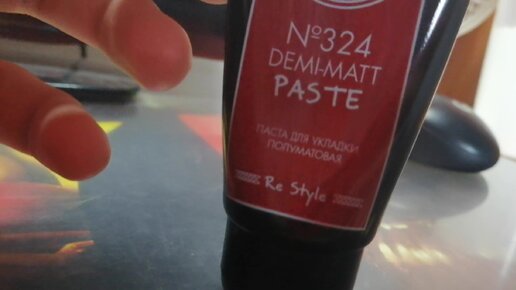 №324
DEMI-MATT
PASTE
ПАСТА ДЛЯ УКЛАДКИ
ПОЛУМАТОВАЯ
Re Style